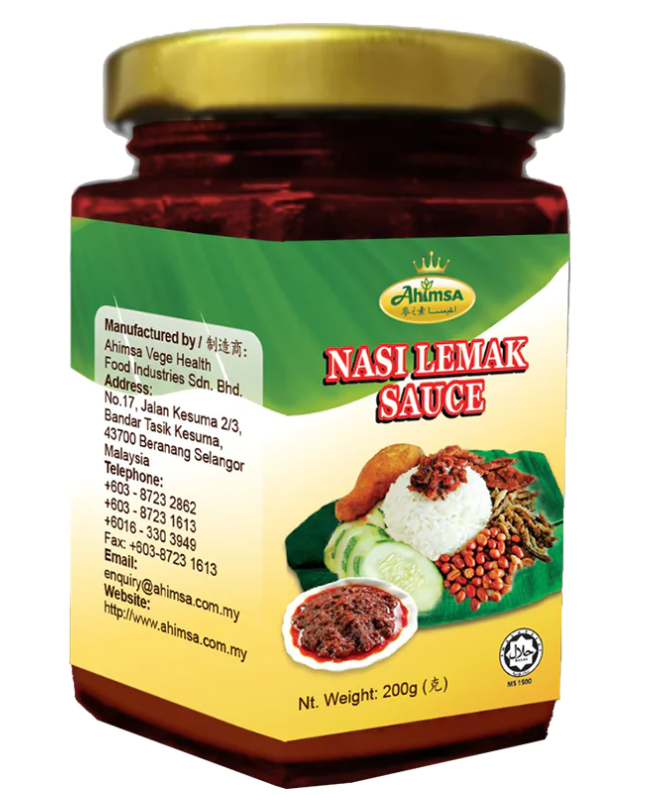 Manufactured by / 制造商:
Ahimsa Vege Health
Food Industries Sdn. Bhd.
Address:
No.17, Jalan Kesuma 2/3,
Bandar Tasik Kesuma,
43700 Beranang Selangor
Malaysia
Telephone:
+603 - 8723 2862
+603 - 8723 1613
+6016 - 330 3949
Fax: +603-8723 1613
Email:
enquiry@ahimsa.com.my
Website:
http://www.ahimsa.com.my
Ahimsa
NASI LEMAK
SAUCE
Nt. Weight: 200g (克)
حلال
MS 1500